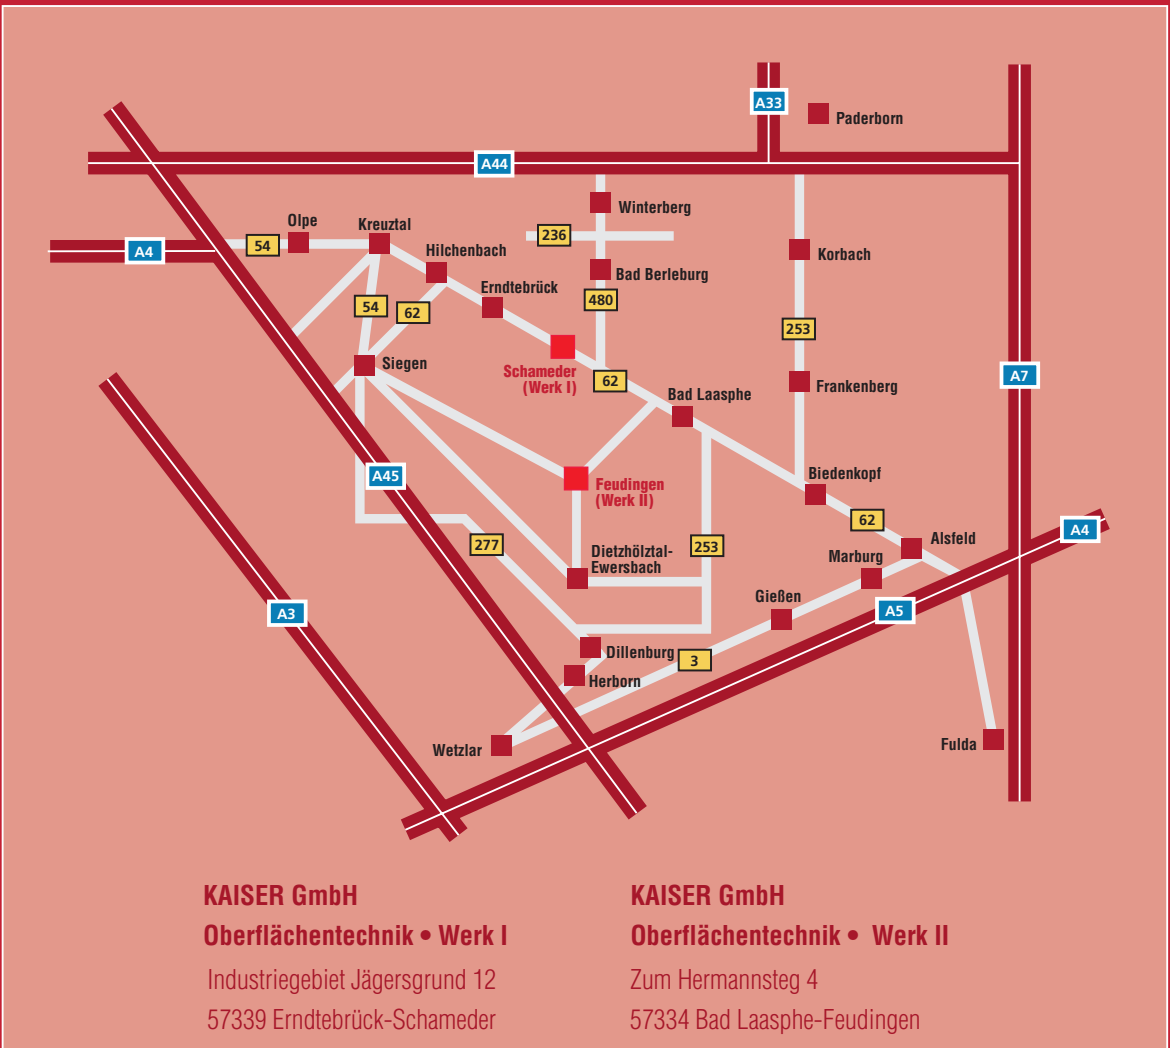 A33
Paderborn
A44
Winterberg
Olpe
Kreuztal
236
54
A4
Hilchenbach
Korbach
Bad Berleburg
Erndtebrück
480
54
62
253
Siegen
Schameder
(Werk I)
62
A7
Frankenberg
Bad Laasphe
A45
Feudingen
(Werk II)
Biedenkopf
62
A4
277
Dietzhölztal-
Ewersbach
253
Alsfeld
Marburg
Gießen
A5
A3
Dillenburg
3
Herborn
Wetzlar
Fulda
KAISER GmbH
Oberflächentechnik • Werk I
Industriegebiet Jägersgrund 12
57339 Erndtebrück-Schameder
KAISER GmbH
Oberflächentechnik • Werk II
Zum Hermannsteg 4
57334 Bad Laasphe-Feudingen